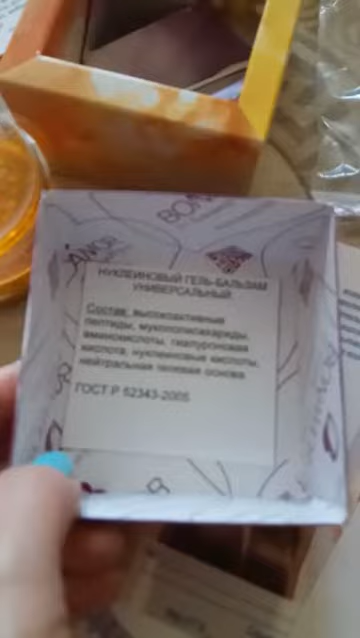 НУКЛЕИНОВЫЙ ГЕЛЬ-БАЛЬЗАМ
УНИВЕРСАЛЬНЫЙ
Состав: высокоактивные
пептиды, мукополисахариды,
аминокислоты, гиалуроновая
кислота, нуклеиновые кислоты,
нейтральная гелевая основа
ГОСТ Р 52343-2005